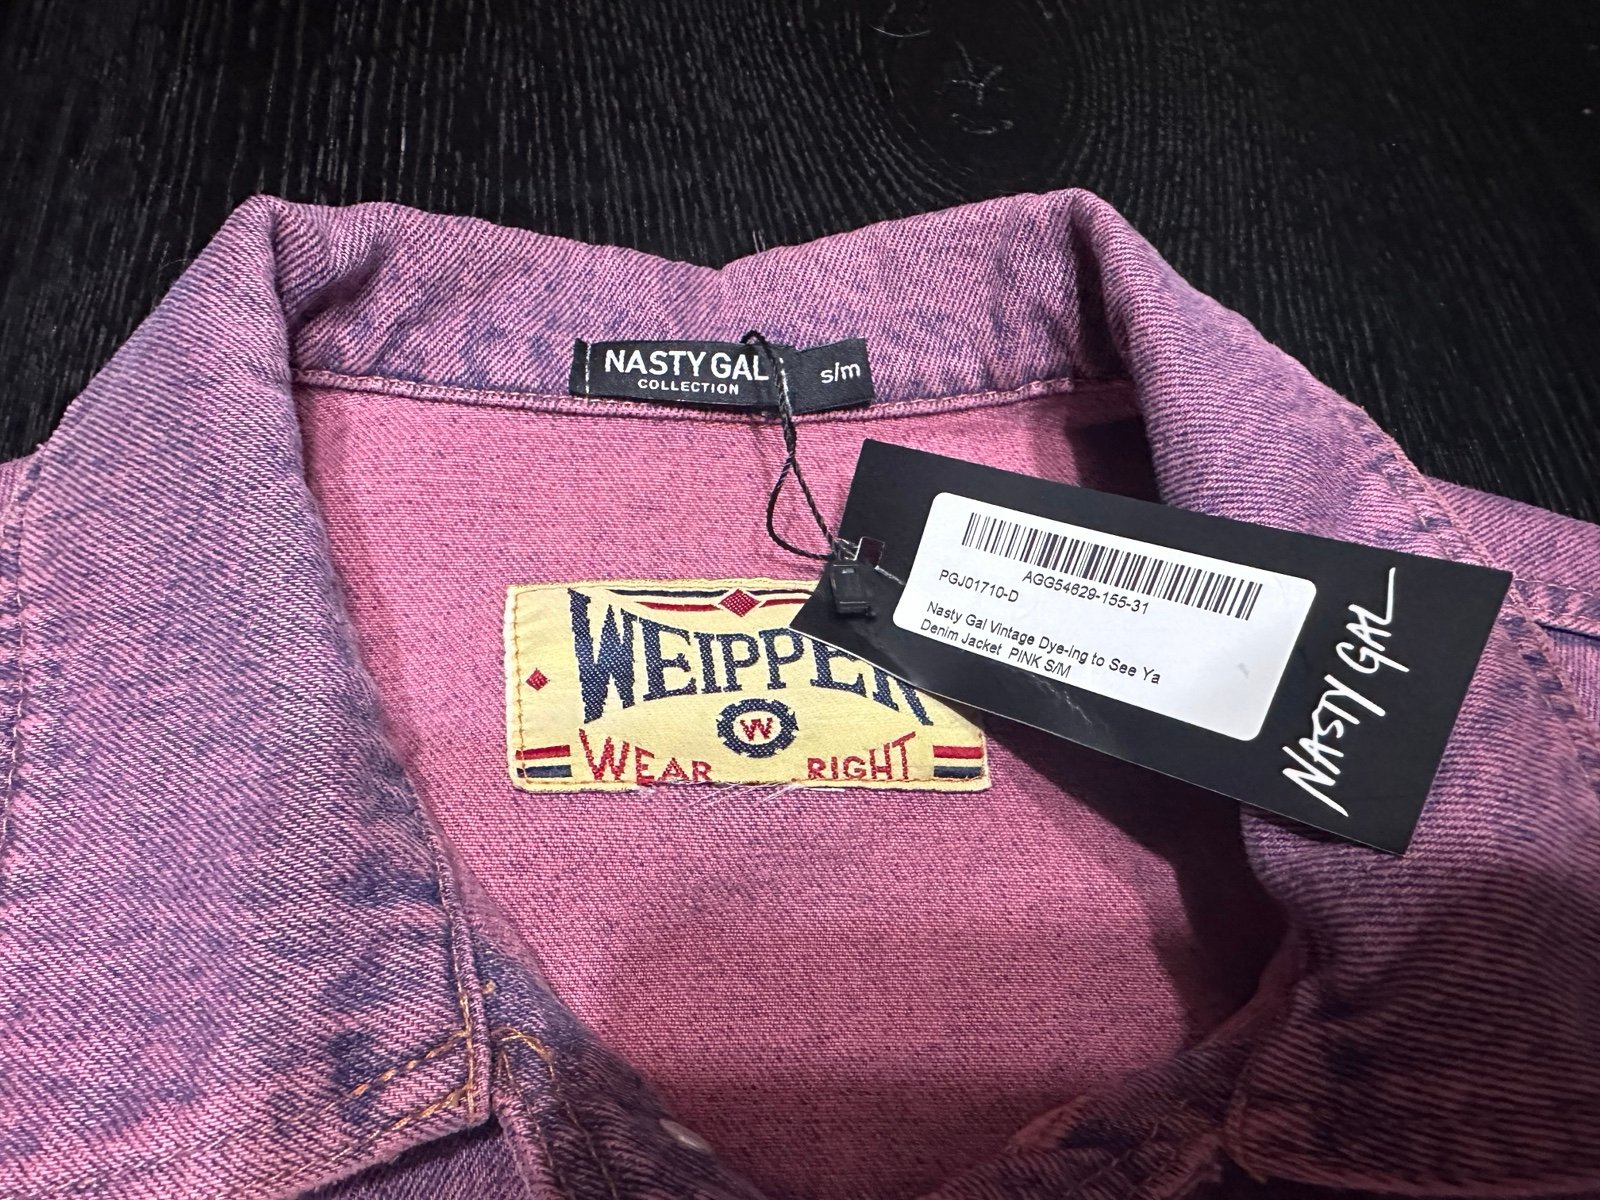 NASTY GAL
COLLECTION
s/m
AGG54629-155-31
PGJ01710-D
Nasty Gal Vintage Dye-ing to See Ya
Denim Jacket PINK S/M
NASTY GAL
WEIPPER
W
WEAR RIGHT